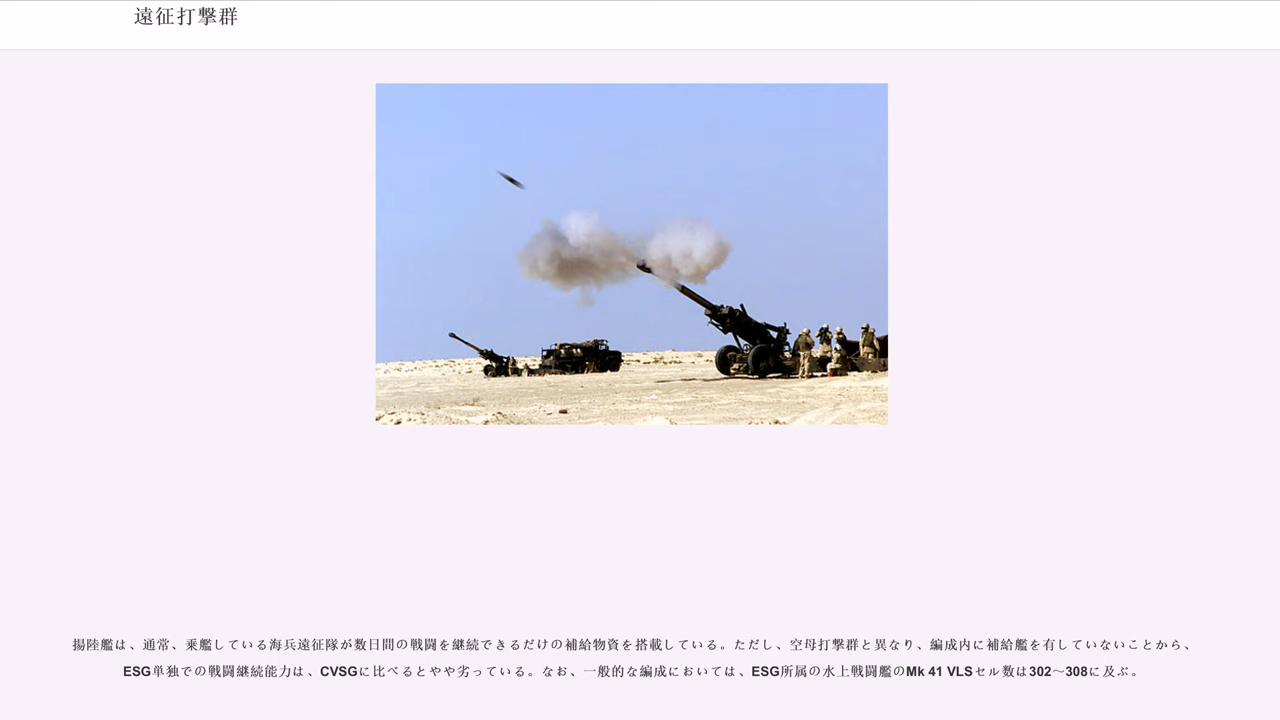 遠征打撃群
揚陸艦は、通常、乗艦している海兵遠征隊が数日間の戦闘を継続できるだけの補給物資を搭載している。ただし、空母打撃群と異なり、編成内に補給艦を有していないことから、
ESG単独での戦闘継続能力は、CVSGに比べるとやや劣っている。なお、一般的な編成においては、ESG所属の水上戦闘艦のMk 41 VLSセル数は302〜308に及ぶ。